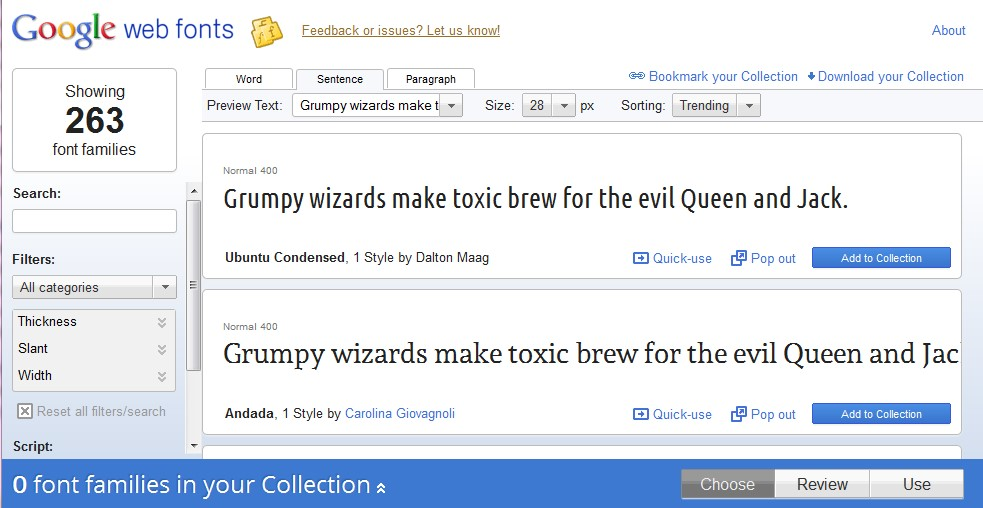 Google web fonts
Feedback or issues? Let us know!
About
Showing
263
font families
Word Sentence Paragraph
Bookmark your Collection Download your Collection
Preview Text: Grumpy wizards make t Size: 28 px Sorting: Trending
Search:
Filters:
All categories
Thickness
Slant
Width
Reset all filters/search
Script:
Normal 400
Grumpy wizards make toxic brew for the evil Queen and Jack.
Ubuntu Condensed, 1 Style by Dalton Maag Quick-use Pop out Add to Collection
Normal 400
Grumpy wizards make toxic brew for the evil Queen and Jac
Andada, 1 Style by Carolina Giovagnoli Quick-use Pop out Add to Collection
0 font families in your Collection Choose Review Use